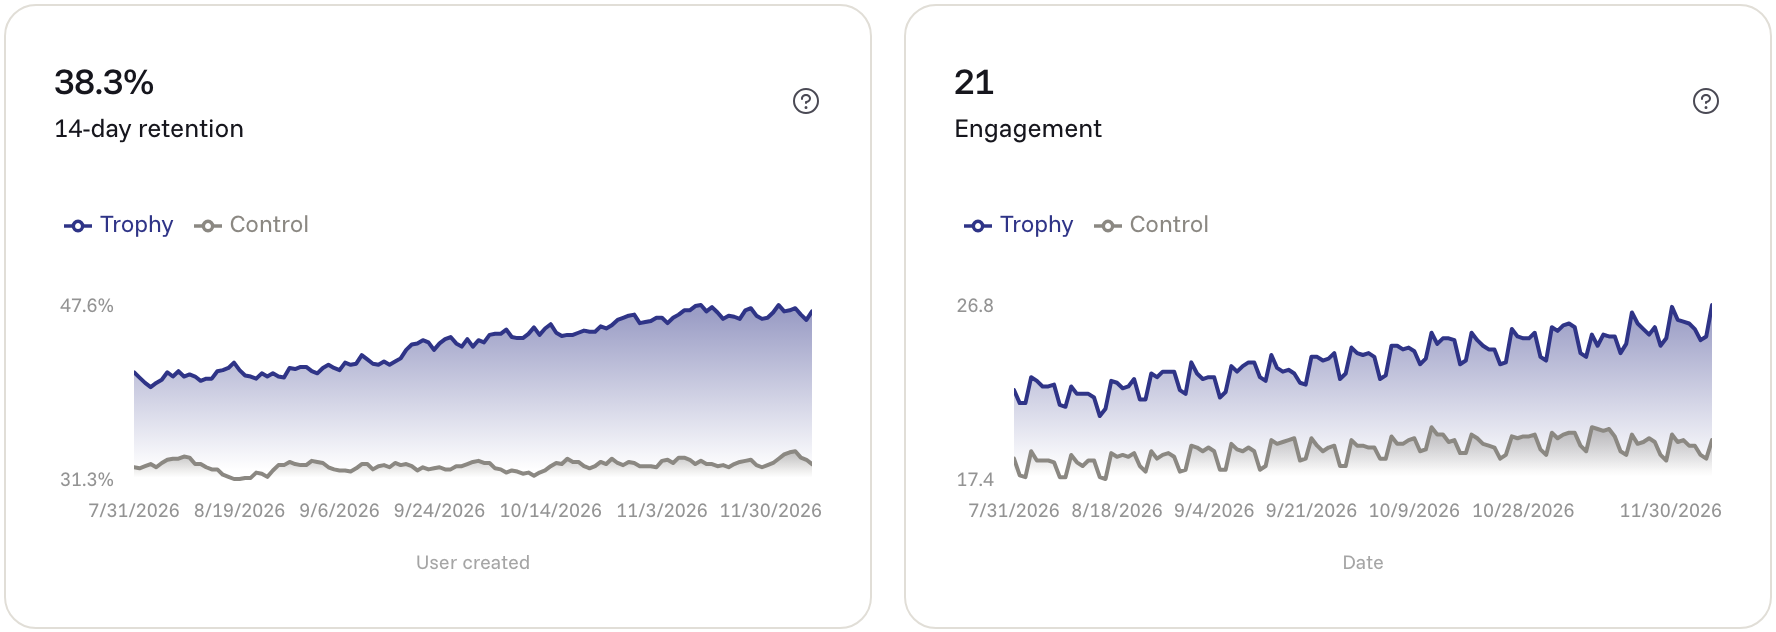 38.3%
14-day retention
Trophy Control
47.6%
31.3%
7/31/2026 8/19/2026 9/6/2026 9/24/2026 10/14/2026 11/3/2026 11/30/2026
User created
21
Engagement
Trophy Control
26.8
17.4
7/31/2026 8/18/2026 9/4/2026 9/21/2026 10/9/2026 10/28/2026 11/30/2026
Date